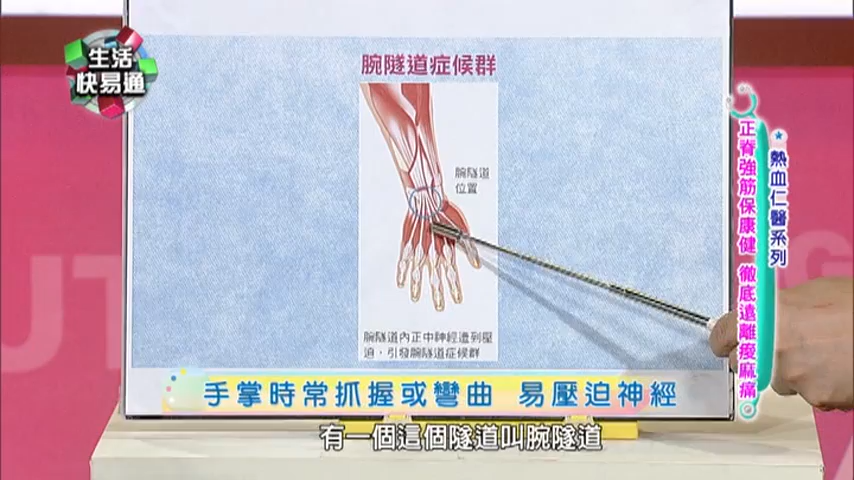 生活
快易通
腕隧道症候群
腕隧道
位置
腕隧道內正中神經遭到壓
迫，引發腕隧道症候群
熱血仁醫系列
正脊強筋保康健 徹底遠離痠麻痛
手掌時常抓握或彎曲 易壓迫神經
有一個這個隧道叫腕隧道